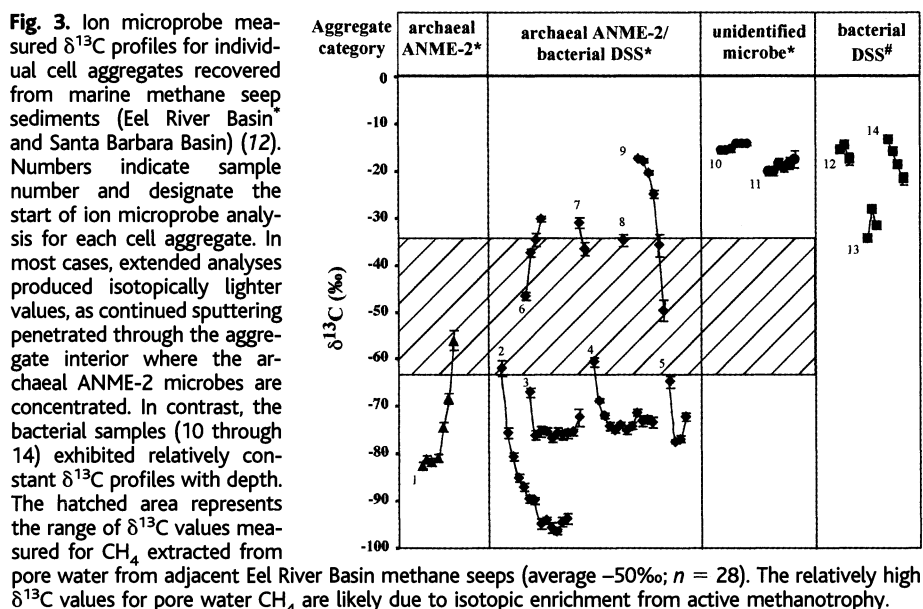 Fig. 3. Ion microprobe mea-
sured δ¹³C profiles for individ-
ual cell aggregates recovered
from marine methane seep
sediments (Eel River Basin*
and Santa Barbara Basin) (12).
Numbers indicate sample
number and designate the
start of ion microprobe analy-
sis for each cell aggregate. In
most cases, extended analyses
produced isotopically lighter
values, as continued sputtering
penetrated through the aggre-
gate interior where the ar-
chaeal ANME-2 microbes are
concentrated. In contrast, the
bacterial samples (10 through
14) exhibited relatively con-
stant δ¹³C profiles with depth.
The hatched area represents
the range of δ¹³C values mea-
sured for CH₄ extracted from
pore water from adjacent Eel River Basin methane seeps (average –50‰; n = 28). The relatively high
δ¹³C values for pore water CH₄ are likely due to isotopic enrichment from active methanotrophy.
Aggregate
category
archaeal
ANME-2*
archaeal ANME-2/
bacterial DSS*
unidentified
microbe*
bacterial
DSS#
δ¹³C (‰)
0
-10
-20
-30
-40
-50
-60
-70
-80
-90
-100
1
2
3
4
5
6
7
8
9
10
11
12
13
14